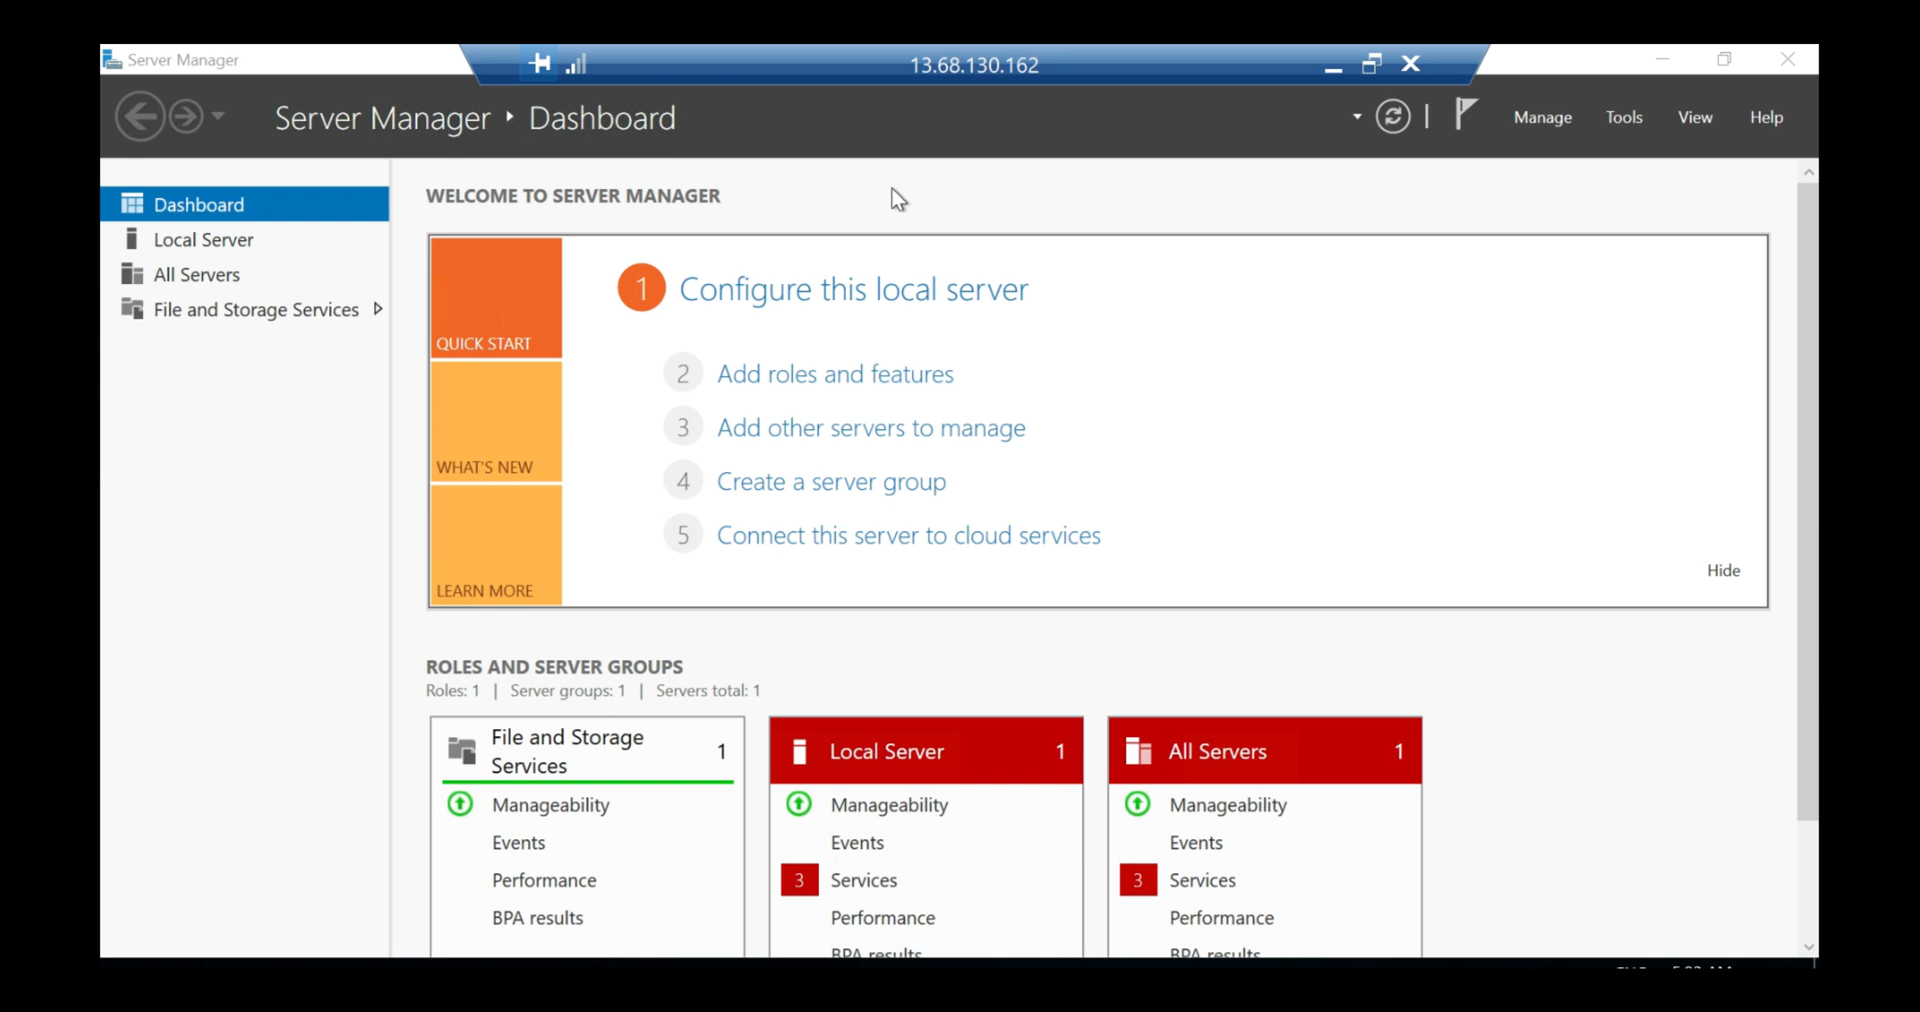 Server Manager
13.68.130.162
Server Manager ‣ Dashboard
Manage
Tools
View
Help
Dashboard
Local Server
All Servers
File and Storage Services
WELCOME TO SERVER MANAGER
QUICK START
WHAT'S NEW
LEARN MORE
1 Configure this local server
2 Add roles and features
3 Add other servers to manage
4 Create a server group
5 Connect this server to cloud services
Hide
ROLES AND SERVER GROUPS
Roles: 1 | Server groups: 1 | Servers total: 1
File and Storage
Services
1
Manageability
Events
Performance
BPA results
Local Server 1
Manageability
Events
3 Services
Performance
BPA results
All Servers 1
Manageability
Events
3 Services
Performance
BPA results